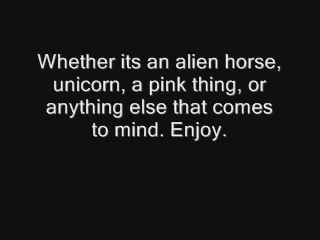 Whether its an alien horse,
unicorn, a pink thing, or
anything else that comes
to mind. Enjoy.